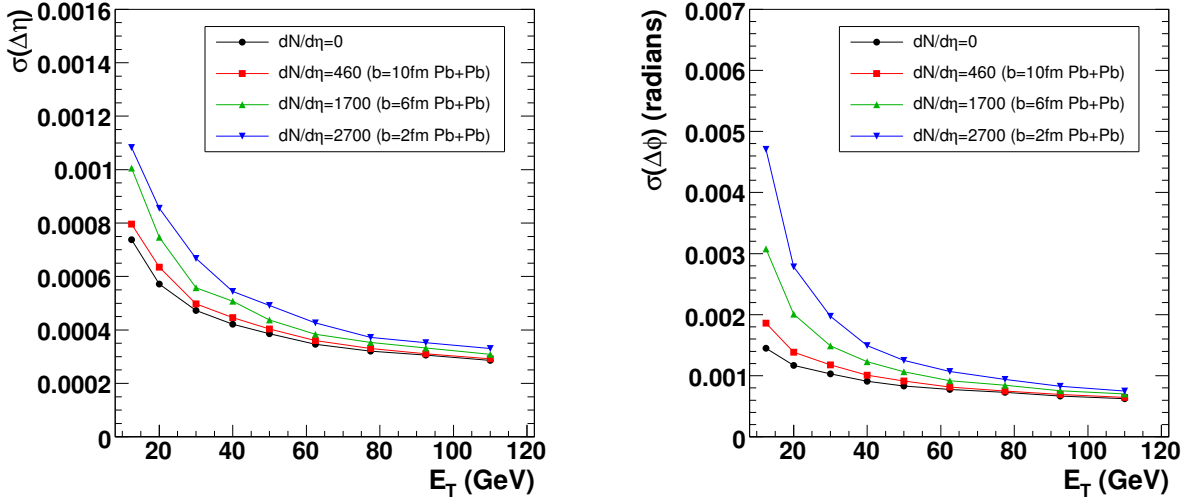 σ(Δη)
0.0016
0.0014
0.0012
0.001
0.0008
0.0006
0.0004
0.0002
0
dN/dη=0
dN/dη=460 (b=10fm Pb+Pb)
dN/dη=1700 (b=6fm Pb+Pb)
dN/dη=2700 (b=2fm Pb+Pb)
20 40 60 80 100 120
E_T (GeV)
σ(Δϕ) (radians)
0.007
0.006
0.005
0.004
0.003
0.002
0.001
0
dN/dη=0
dN/dη=460 (b=10fm Pb+Pb)
dN/dη=1700 (b=6fm Pb+Pb)
dN/dη=2700 (b=2fm Pb+Pb)
20 40 60 80 100 120
E_T (GeV)